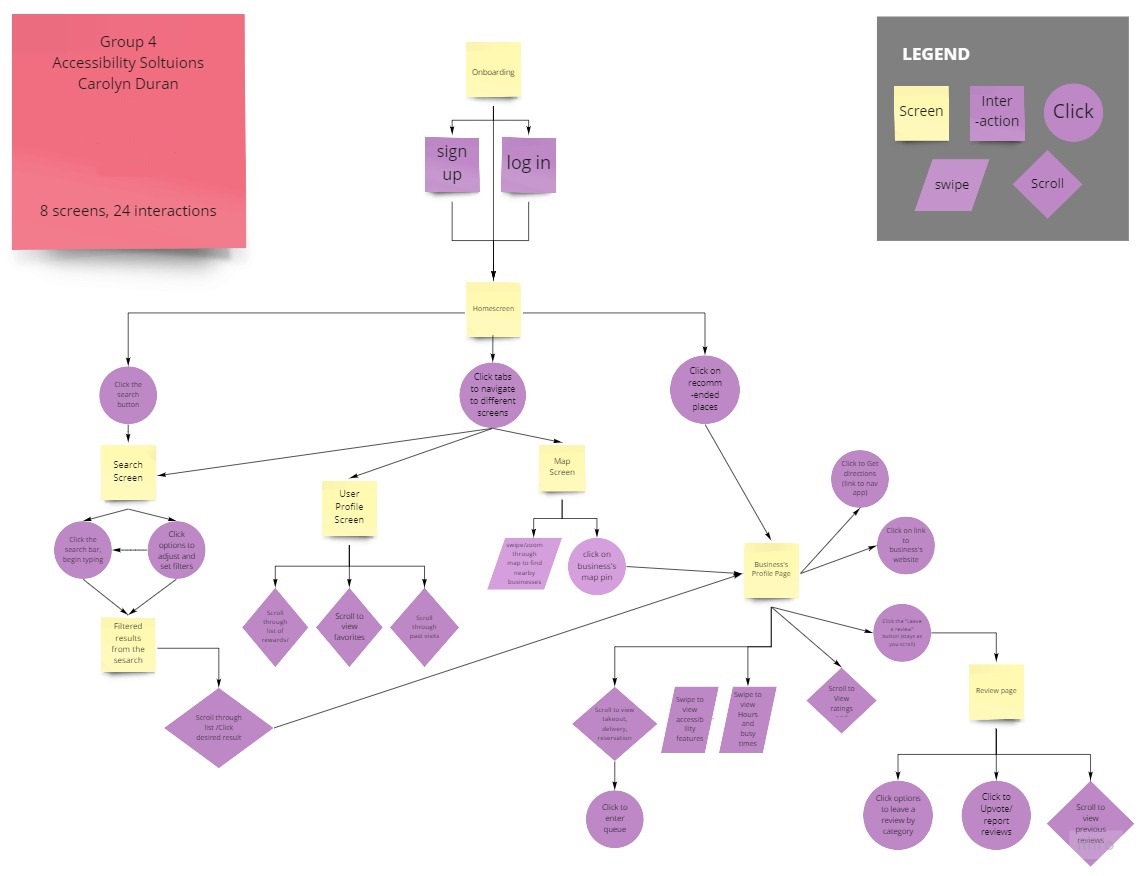 Group 4
Accessibility Soltuions
Carolyn Duran
8 screens, 24 interactions
LEGEND
Screen
Inter
-action
Click
swipe
Scroll
Onboarding
sign
up
log in
Homescreen
Click the
search
button
Click tabs
to navigate
to different
screens
Click on
recomm
-ended
places
Search
Screen
User
Profile
Screen
Map
Screen
Click the
search bar,
begin typing
Click
options to
adjust and
set filters
swipe/zoom
through
map to find
nearby
businesses
click on
business's
map pin
Business's
Profile Page
Click to Get
directions
(link to nav
app)
Click on link
to
business's
website
Filtered
results
from the
sesarch
Scroll
through
list of
rewards/
Scroll to
view
favorites
Scroll
through
past visits
Click the "Leave
a review"
button (stays as
you scroll)
Review page
Scroll through
list /Click
desired result
Scroll to view
takeout,
delivery,
reservation
Swipe to
view
accessib
ility
features
Swipe to
view
Hours
and
busy
times
Scroll to
View
ratings
Click to
enter
queue
Click options
to leave a
review by
category
Click to
Upvote/
report
reviews
Scroll to
view
previous
reviews